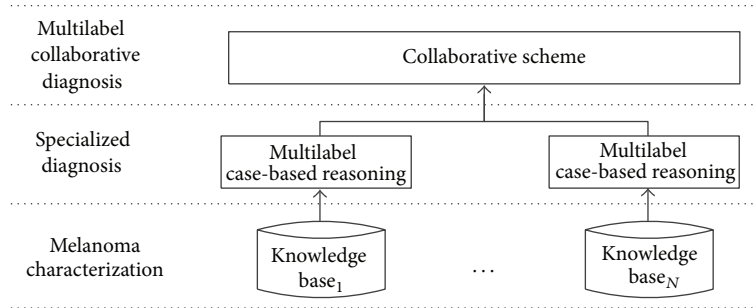 Multilabel
collaborative
diagnosis
Collaborative scheme
Specialized
diagnosis
Multilabel
case-based reasoning
Multilabel
case-based reasoning
Melanoma
characterization
Knowledge
base₁
...
Knowledge
base_N